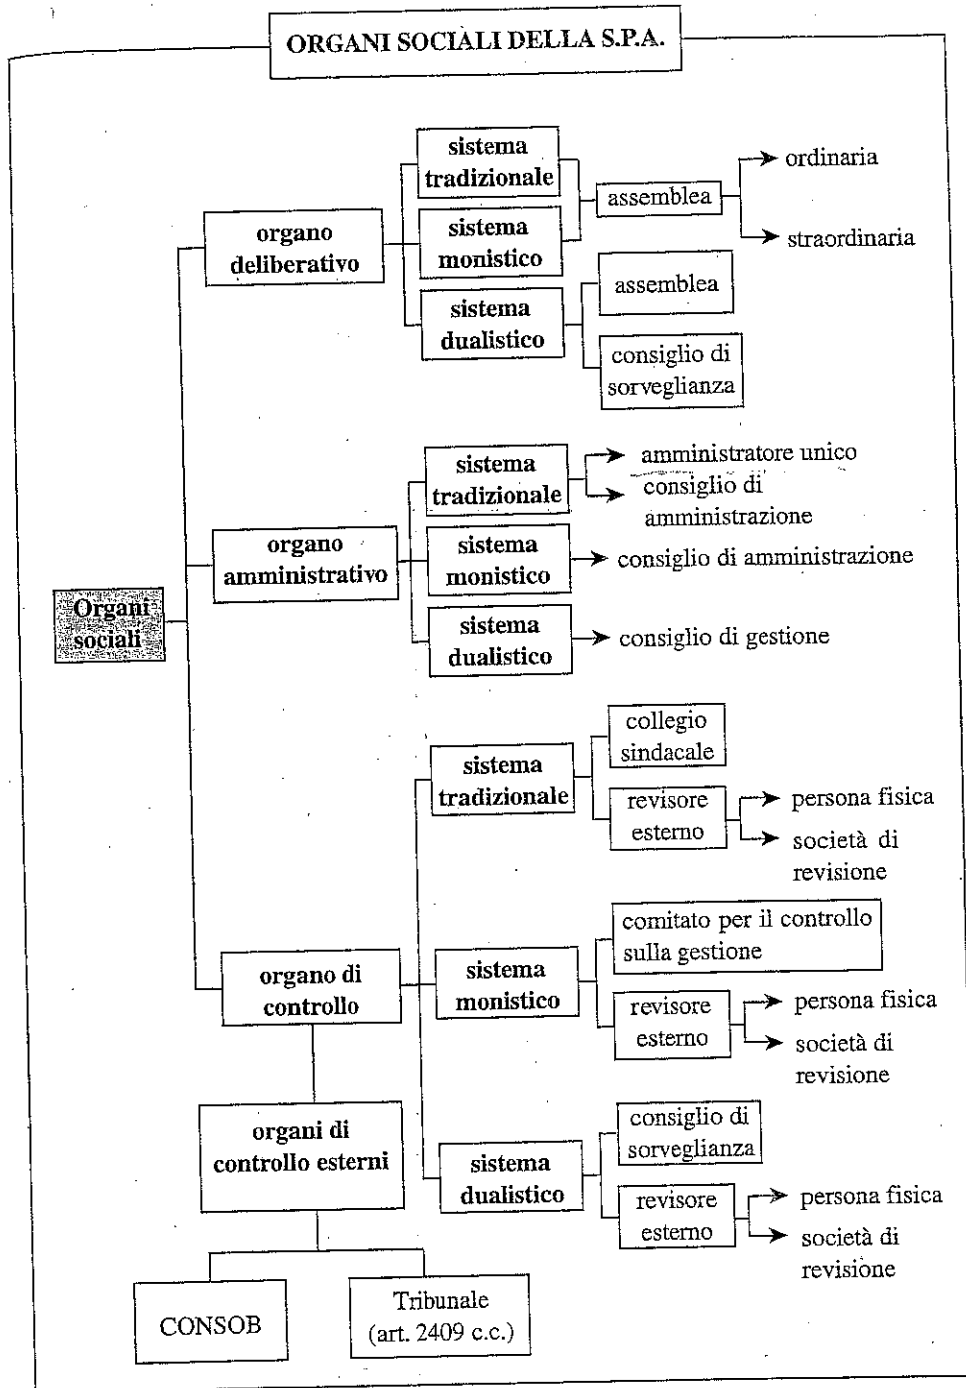 ORGANI SOCIALI DELLA S.P.A.
sistema
tradizionale
ordinaria
assemblea
straordinaria
organo
deliberativo
sistema
monistico
assemblea
sistema
dualistico
consiglio di
sorveglianza
sistema
tradizionale
amministratore unico
consiglio di
amministrazione
organo
amministrativo
sistema
monistico
consiglio di amministrazione
Organi
sociali
sistema
dualistico
consiglio di gestione
collegio
sindacale
sistema
tradizionale
revisore
esterno
persona fisica
società di
revisione
comitato per il controllo
sulla gestione
organo di
controllo
sistema
monistico
revisore
esterno
persona fisica
società di
revisione
organi di
controllo esterni
consiglio di
sorveglianza
sistema
dualistico
revisore
esterno
persona fisica
società di
revisione
CONSOB
Tribunale
(art. 2409 c.c.)